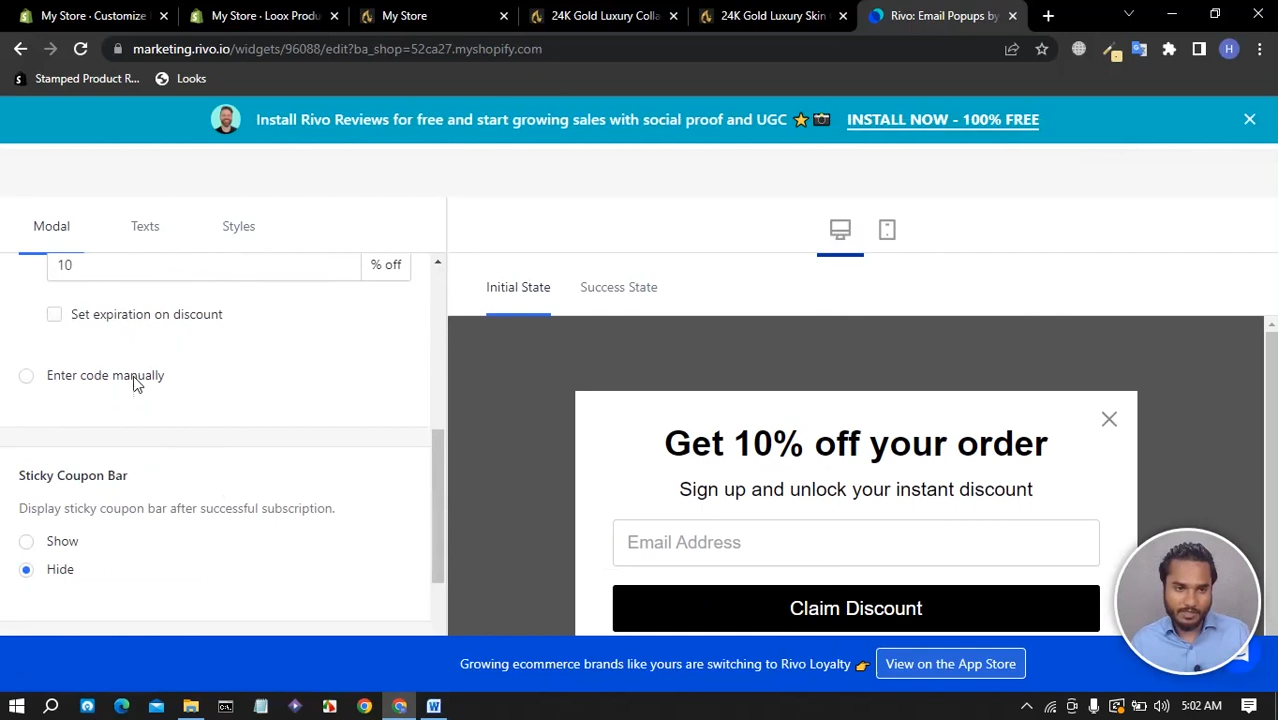 My Store · Customize
My Store · Loox Produ
My Store
24K Gold Luxury Colla
24K Gold Luxury Skin
Rivo: Email Popups by
marketing.rivo.io/widgets/96088/edit?ba_shop=52ca27.myshopify.com
H
Stamped Product R...
Looks
Install Rivo Reviews for free and start growing sales with social proof and UGC ⭐📷 INSTALL NOW - 100% FREE
Modal
Texts
Styles
10
% off
Set expiration on discount
Enter code manually
Sticky Coupon Bar
Display sticky coupon bar after successful subscription.
Show
Hide
Initial State
Success State
Get 10% off your order
Sign up and unlock your instant discount
Email Address
Claim Discount
Growing ecommerce brands like yours are switching to Rivo Loyalty 👉 View on the App Store
5:02 AM